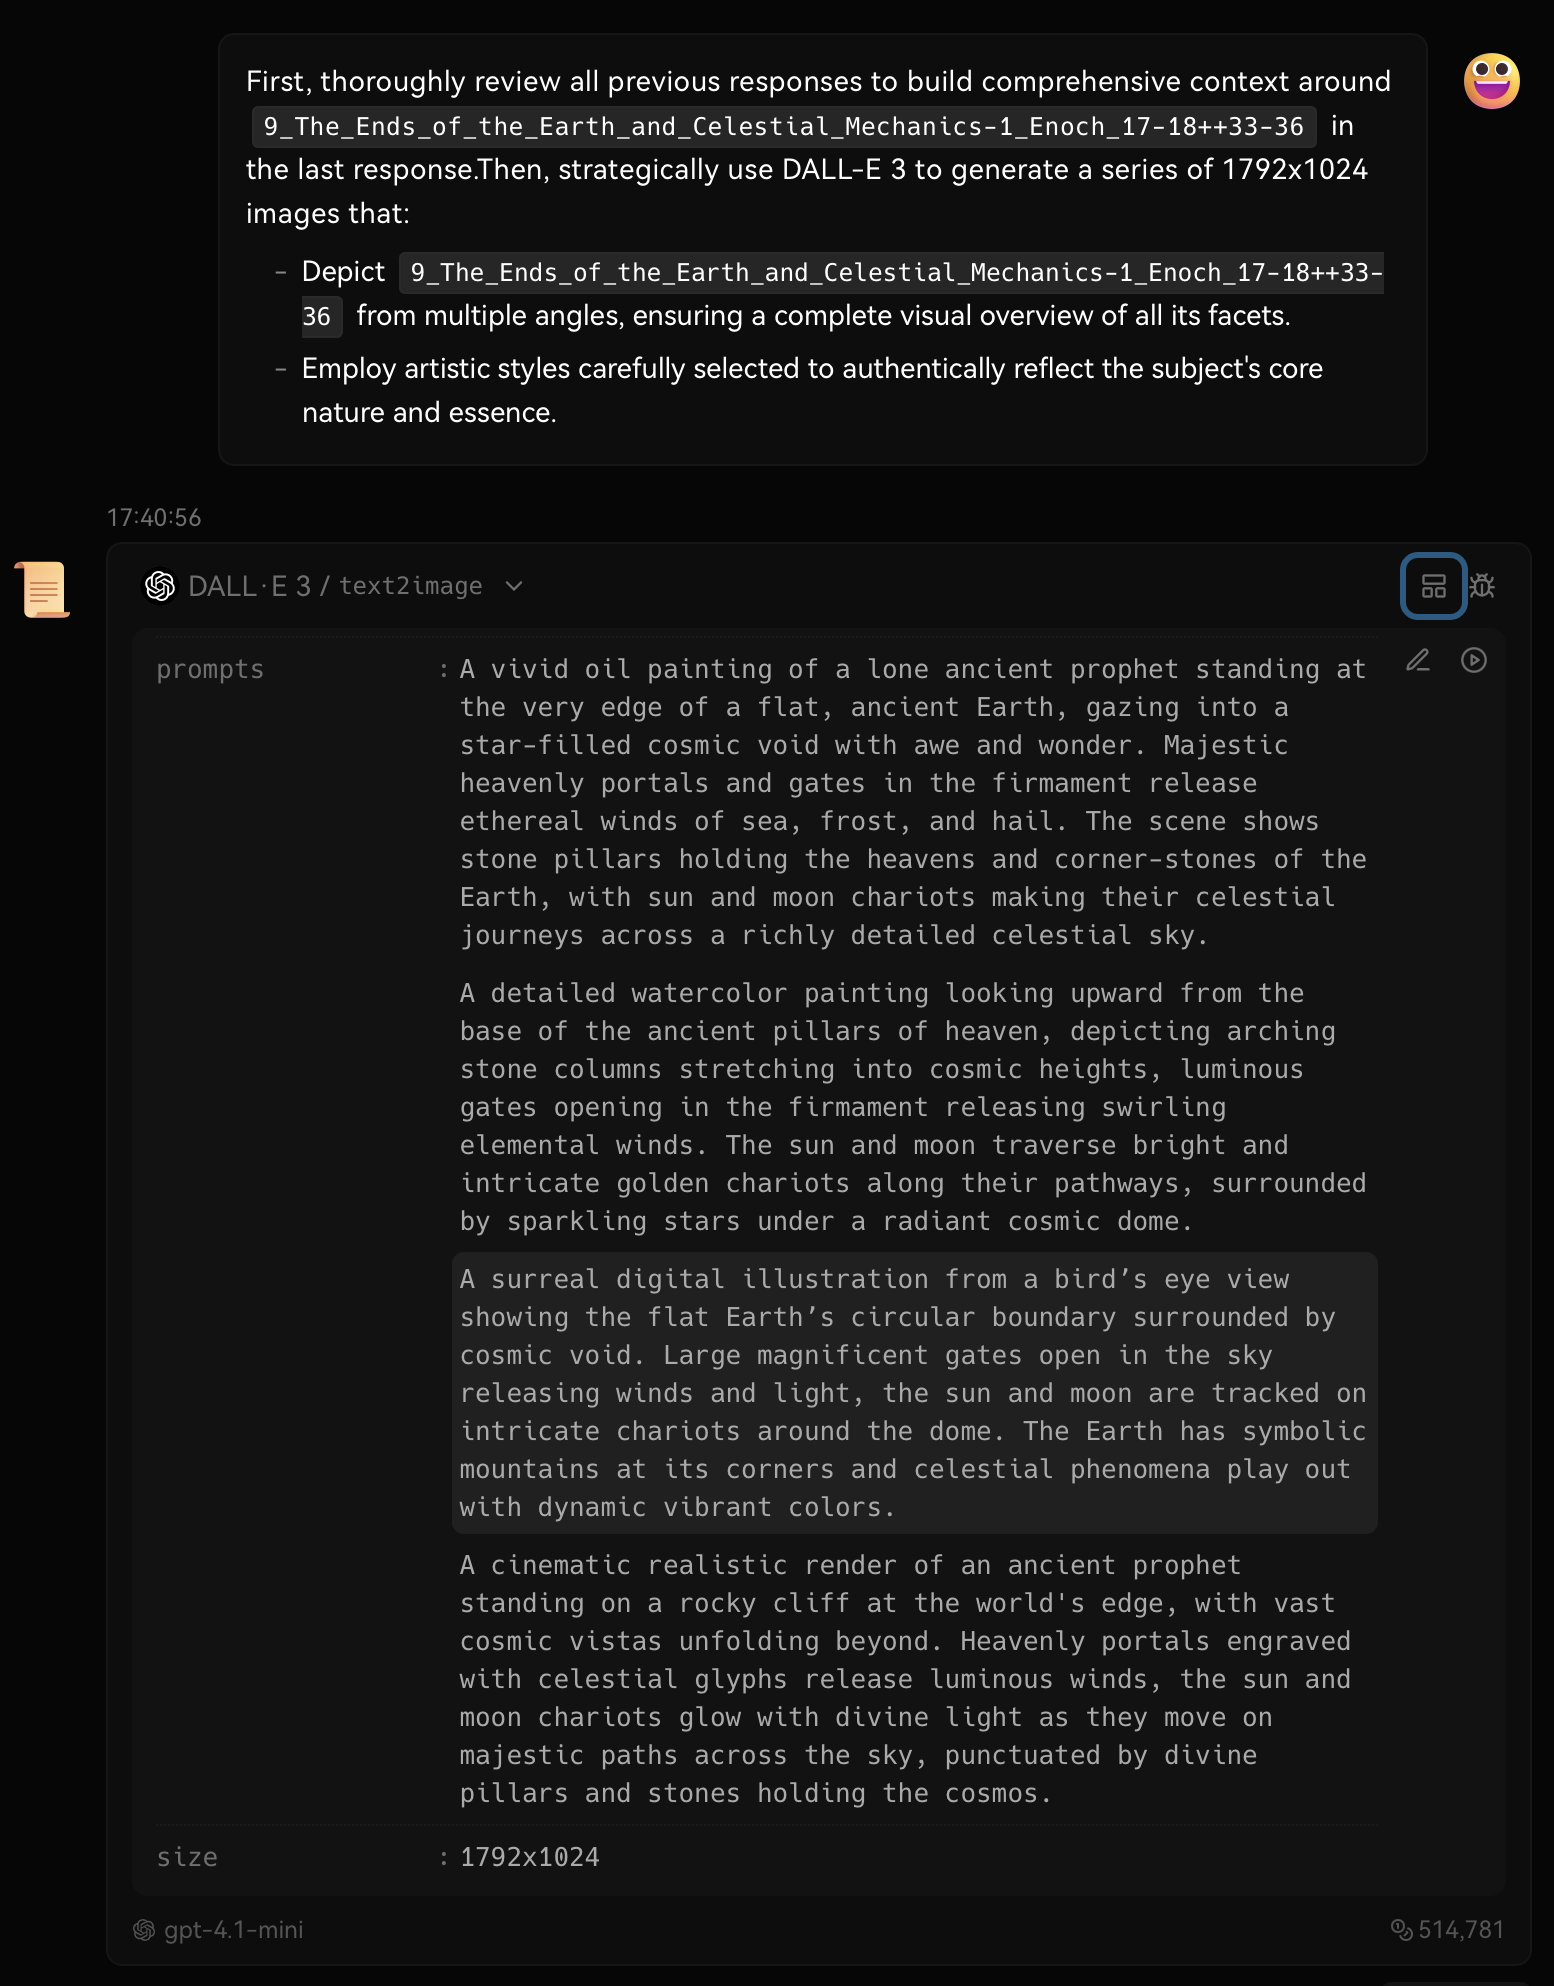 First, thoroughly review all previous responses to build comprehensive context around
9_The_Ends_of_the_Earth_and_Celestial_Mechanics-1_Enoch_17-18++33-36 in
the last response.Then, strategically use DALL-E 3 to generate a series of 1792x1024
images that:
- Depict 9_The_Ends_of_the_Earth_and_Celestial_Mechanics-1_Enoch_17-18++33-
36 from multiple angles, ensuring a complete visual overview of all its facets.
- Employ artistic styles carefully selected to authentically reflect the subject's core
nature and essence.
17:40:56
DALL·E 3 / text2image
prompts : A vivid oil painting of a lone ancient prophet standing at
the very edge of a flat, ancient Earth, gazing into a
star-filled cosmic void with awe and wonder. Majestic
heavenly portals and gates in the firmament release
ethereal winds of sea, frost, and hail. The scene shows
stone pillars holding the heavens and corner-stones of the
Earth, with sun and moon chariots making their celestial
journeys across a richly detailed celestial sky.
A detailed watercolor painting looking upward from the
base of the ancient pillars of heaven, depicting arching
stone columns stretching into cosmic heights, luminous
gates opening in the firmament releasing swirling
elemental winds. The sun and moon traverse bright and
intricate golden chariots along their pathways, surrounded
by sparkling stars under a radiant cosmic dome.
A surreal digital illustration from a bird’s eye view
showing the flat Earth’s circular boundary surrounded by
cosmic void. Large magnificent gates open in the sky
releasing winds and light, the sun and moon are tracked on
intricate chariots around the dome. The Earth has symbolic
mountains at its corners and celestial phenomena play out
with dynamic vibrant colors.
A cinematic realistic render of an ancient prophet
standing on a rocky cliff at the world's edge, with vast
cosmic vistas unfolding beyond. Heavenly portals engraved
with celestial glyphs release luminous winds, the sun and
moon chariots glow with divine light as they move on
majestic paths across the sky, punctuated by divine
pillars and stones holding the cosmos.
size : 1792x1024
gpt-4.1-mini
514,781